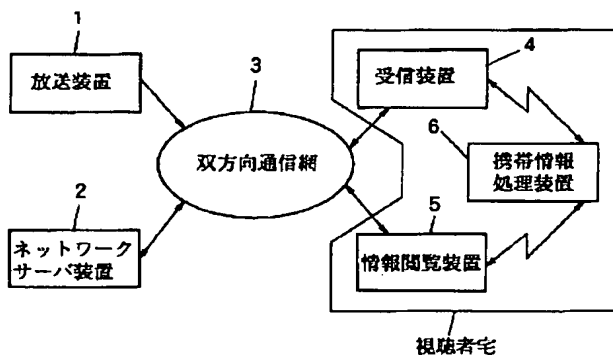 1
放送装置
2
ネットワーク
サーバ装置
3
双方向通信網
4
受信装置
6
携帯情報
処理装置
5
情報閲覧装置
視聴者宅